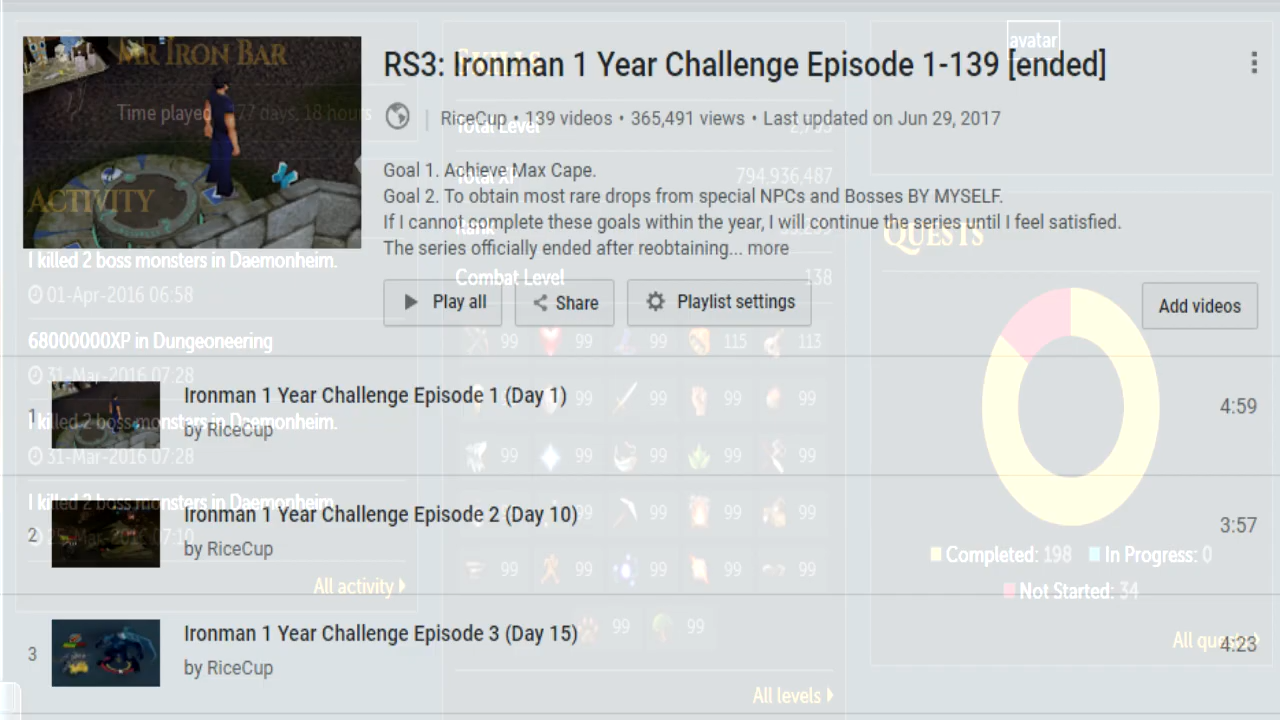 RS3: Ironman 1 Year Challenge Episode 1-139 [ended]
RiceCup • 139 videos • 365,491 views • Last updated on Jun 29, 2017
Goal 1. Achieve Max Cape.
Goal 2. To obtain most rare drops from special NPCs and Bosses BY MYSELF.
If I cannot complete these goals within the year, I will continue the series until I feel satisfied.
The series officially ended after reobtaining... more
Play all
Share
Playlist settings
Add videos
1
Ironman 1 Year Challenge Episode 1 (Day 1)
by RiceCup
4:59
2
Ironman 1 Year Challenge Episode 2 (Day 10)
by RiceCup
3:57
3
Ironman 1 Year Challenge Episode 3 (Day 15)
by RiceCup
4:23
Mr Iron Bar
Time played 77 days, 18 hours
Activity
I killed 2 boss monsters in Daemonheim.
01-Apr-2016 06:58
68000000XP in Dungeoneering
31-Mar-2016 07:28
I killed 2 boss monsters in Daemonheim.
31-Mar-2016 07:28
I killed 2 boss monsters in Daemonheim.
25-Mar-2016 07:10
All activity
Skills
Total Level
Total XP 794,936,487
Rank
Combat Level 138
99 99 99 115 113
99 99 99 99
99 99 99 99 99
99 99 99 99
99 99 99 99 99
99 99
All levels
avatar
Quests
Completed: 198 In Progress: 0
Not Started: 34
All quests